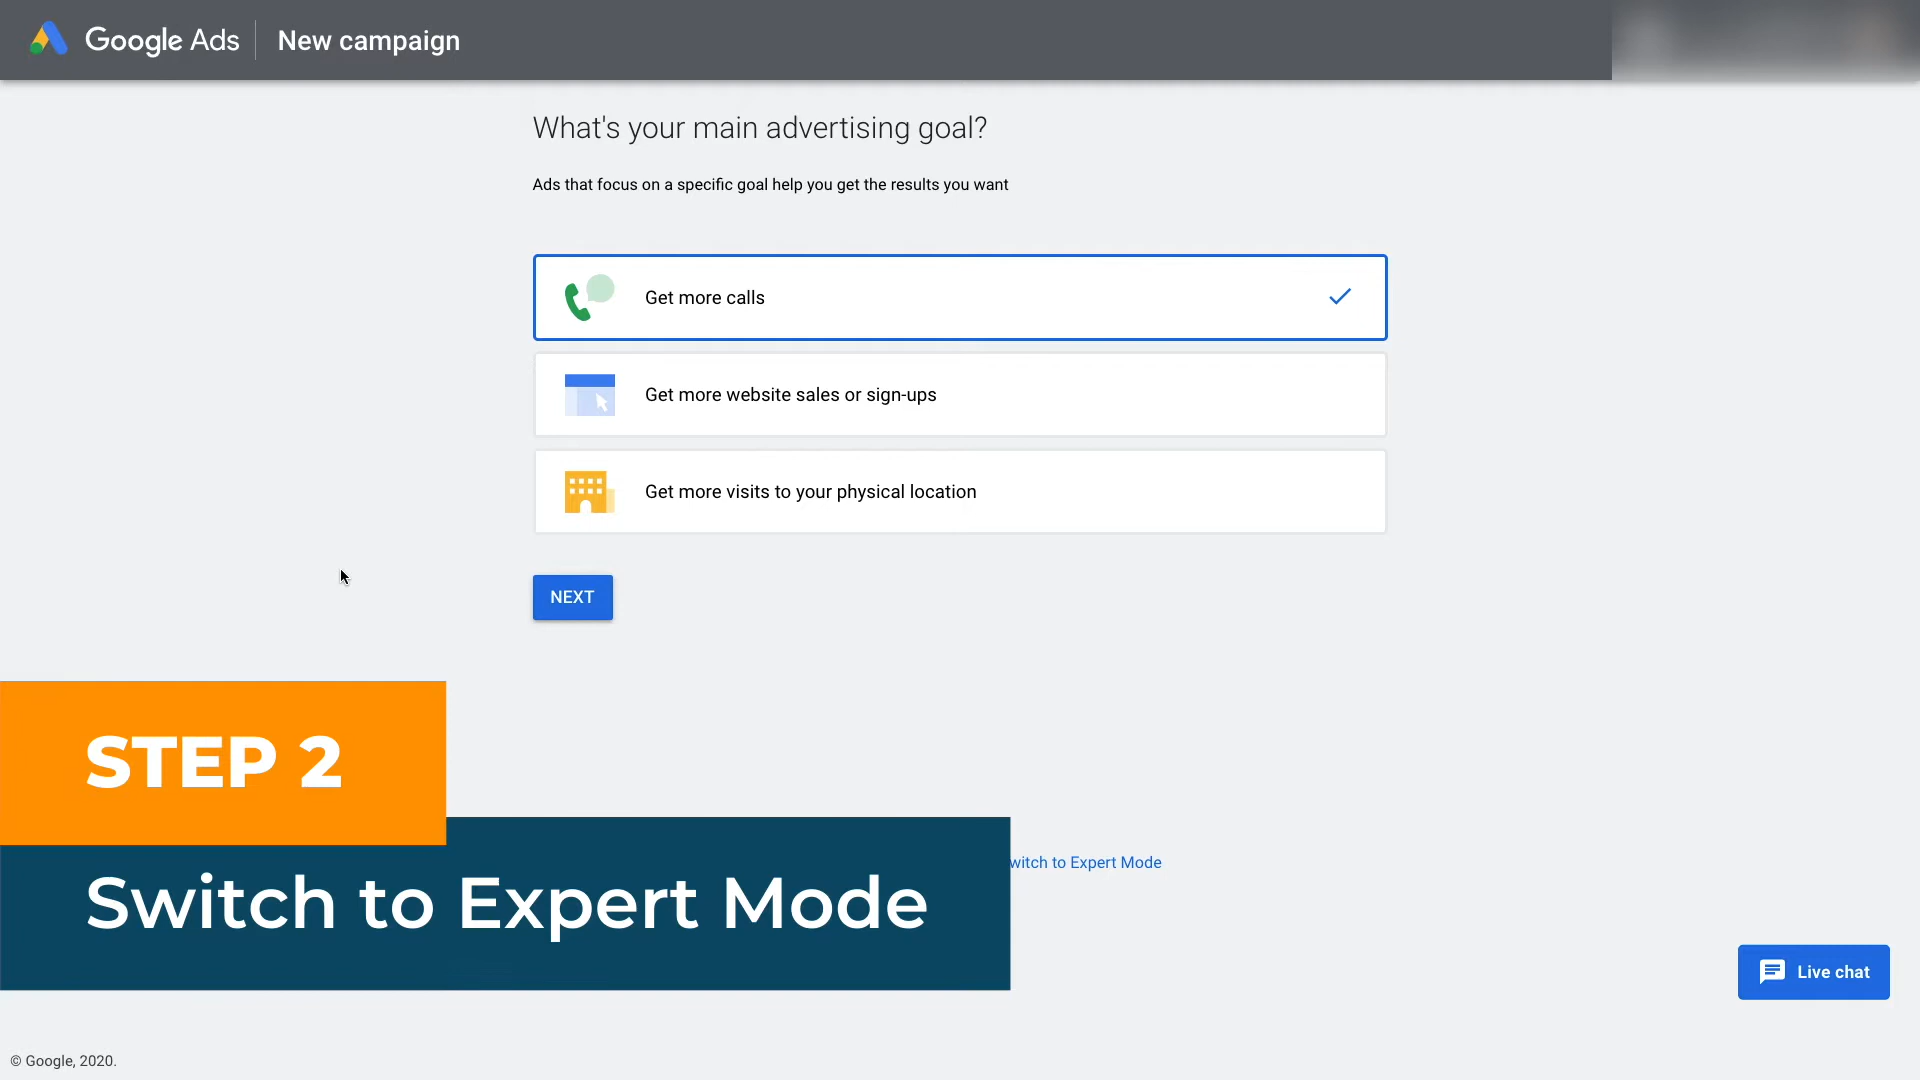 Google Ads New campaign
What's your main advertising goal?
Ads that focus on a specific goal help you get the results you want
Get more calls
Get more website sales or sign-ups
Get more visits to your physical location
NEXT
STEP 2
witch to Expert Mode
Switch to Expert Mode
Live chat
© Google, 2020.